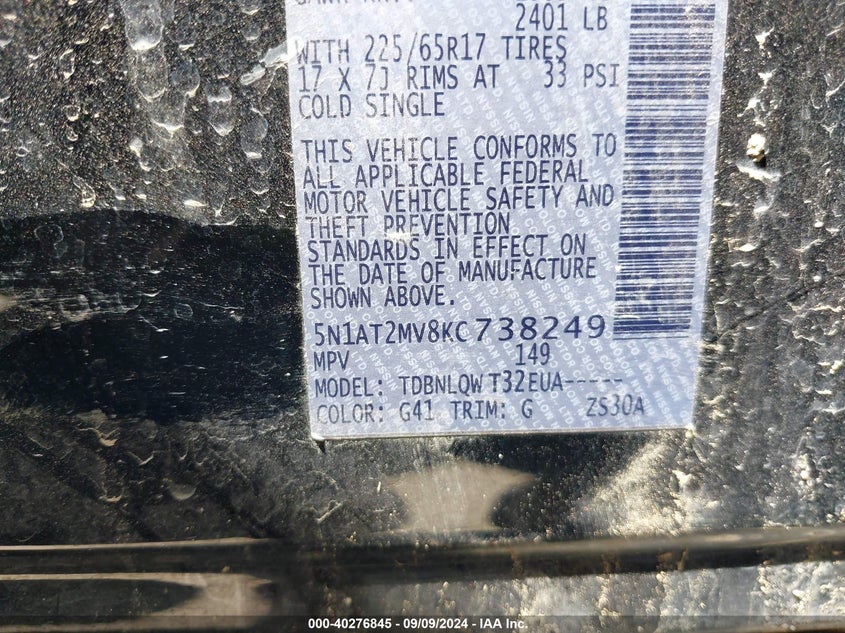 2401 LB
WITH 225/65R17 TIRES
17 X 7J RIMS AT 33 PSI
COLD SINGLE
THIS VEHICLE CONFORMS TO
ALL APPLICABLE FEDERAL
MOTOR VEHICLE SAFETY AND
THEFT PREVENTION
STANDARDS IN EFFECT ON
THE DATE OF MANUFACTURE
SHOWN ABOVE.
5N1AT2MV8KC738249
MPV 149
MODEL: TDBNLQW T32EUA-----
COLOR: G41 TRIM: G ZS30A
000-40276845 - 09/09/2024 - IAA Inc.